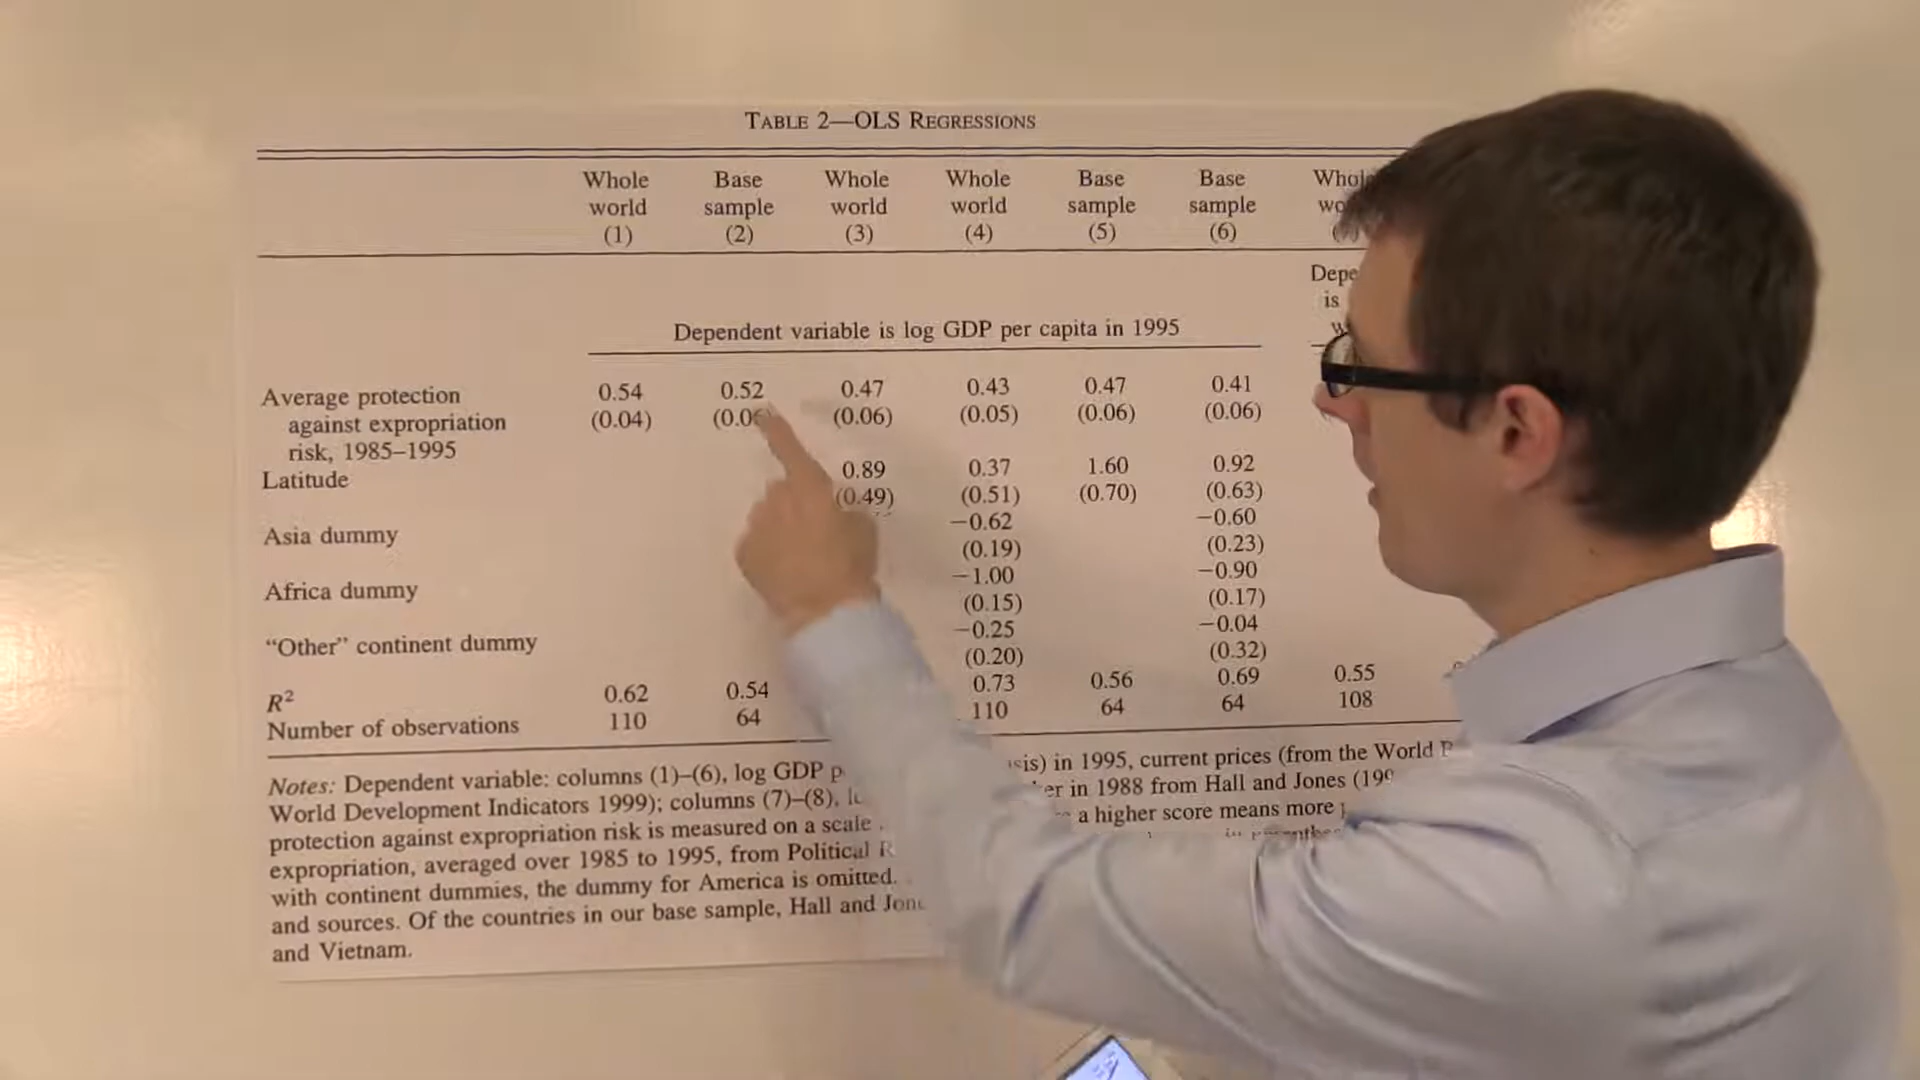 TABLE 2—OLS REGRESSIONS
Whole world (1) Base sample (2) Whole world (3) Whole world (4) Base sample (5) Base sample (6)
Dependent variable is log GDP per capita in 1995
is
Average protection 0.54 0.52 0.47 0.43 0.47 0.41
against expropriation (0.04) (0.06) (0.05) (0.06) (0.06)
risk, 1985–1995
Latitude 0.89 0.37 1.60 0.92
(0.49) (0.51) (0.70) (0.63)
Asia dummy −0.62 −0.60
(0.19) (0.23)
Africa dummy −1.00 −0.90
(0.15) (0.17)
“Other” continent dummy −0.25 −0.04
(0.20) (0.32)
R² 0.62 0.54 0.73 0.56 0.69 0.55
Number of observations 110 64 110 64 64 108
Notes: Dependent variable: columns (1)–(6), log GDP in 1995, current prices (from the World
World Development Indicators 1999); columns (7)–(8), in 1988 from Hall and Jones
protection against expropriation risk is measured on a scale a higher score means more
expropriation, averaged over 1985 to 1995, from Political
with continent dummies, the dummy for America is omitted.
and sources. Of the countries in our base sample, Hall and
and Vietnam.